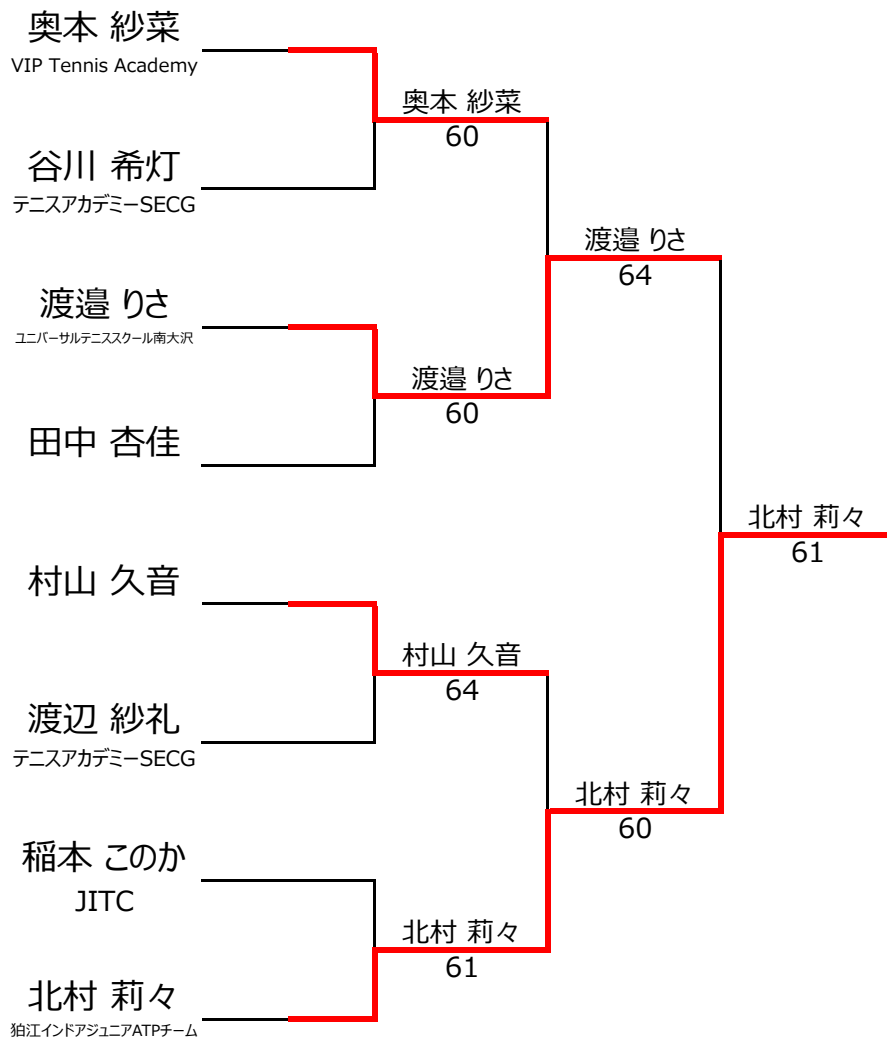 奥本 紗菜
VIP Tennis Academy
谷川 希灯
テニスアカデミーSECG
渡邉 りさ
ユニバーサルテニススクール南大沢
田中 杏佳
村山 久音
渡辺 紗礼
テニスアカデミーSECG
稲本 このか
JITC
北村 莉々
狛江インドアジュニアATPチーム
奥本 紗菜
60
渡邉 りさ
60
村山 久音
64
北村 莉々
61
渡邉 りさ
64
北村 莉々
60
北村 莉々
61